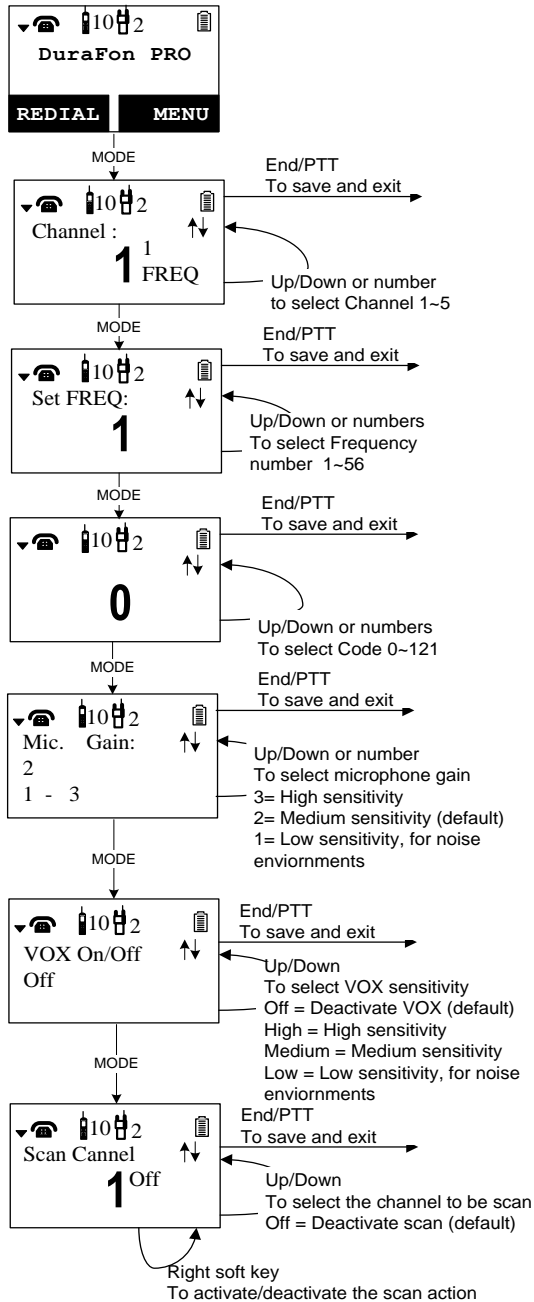 10 2
DuraFon PRO
REDIAL MENU
MODE
End/PTT
To save and exit
10 2
Channel :
1 1
FREQ
Up/Down or number
to select Channel 1~5
MODE
End/PTT
To save and exit
10 2
Set FREQ:
1
Up/Down or numbers
To select Frequency
number 1~56
MODE
End/PTT
To save and exit
10 2
0
Up/Down or numbers
To select Code 0~121
MODE
End/PTT
To save and exit
10 2
Mic. Gain:
2
1 - 3
Up/Down or number
To select microphone gain
3= High sensitivity
2= Medium sensitivity (default)
1= Low sensitivity, for noise
enviornments
MODE
End/PTT
To save and exit
10 2
VOX On/Off
Off
Up/Down
To select VOX sensitivity
Off = Deactivate VOX (default)
High = High sensitivity
Medium = Medium sensitivity
Low = Low sensitivity, for noise
enviornments
MODE
End/PTT
To save and exit
10 2
Scan Cannel
1 Off
Up/Down
To select the channel to be scan
Off = Deactivate scan (default)
Right soft key
To activate/deactivate the scan action